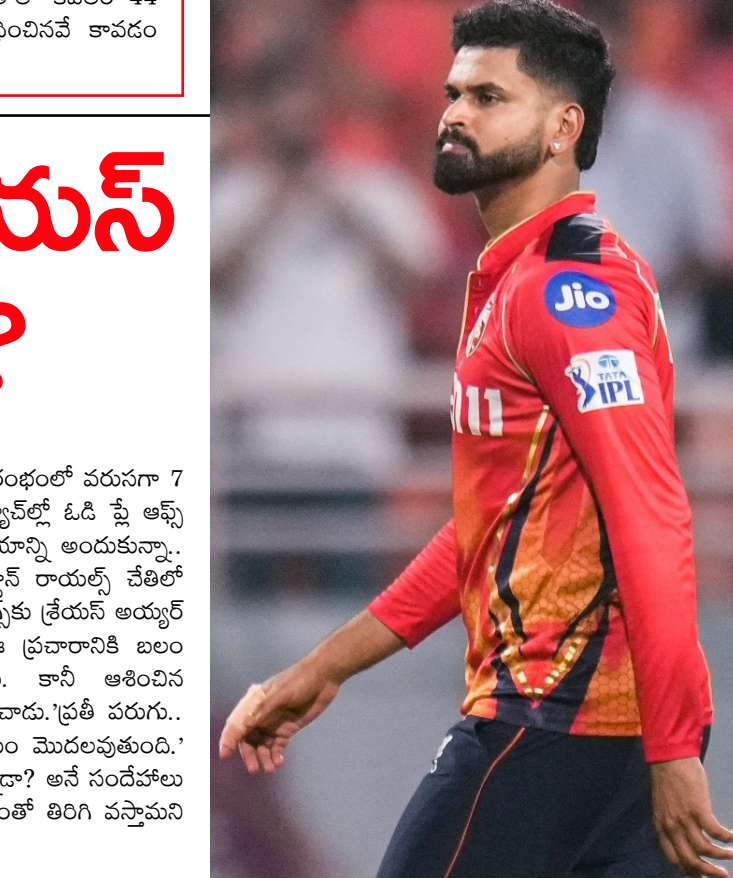 ధించినవే కావడం
యస్
?
రంభంలో వరుసగా 7
్యాచ్‌ల్లో ఓడి ప్లే ఆఫ్స్
యాన్ని అందుకున్నా..
్థాన్ రాయల్స్ చేతిలో
్స్‌కు శ్రేయస్ అయ్యర్
ఈ ప్రచారానికి బలం
. కానీ ఆశించిన
చాడు.'ప్రతీ పరుగు..
ం మొదలవుతుంది.'
డా? అనే సందేహాలు
ంతో తిరిగి వస్తామని
Jio
TATA
IPL
11